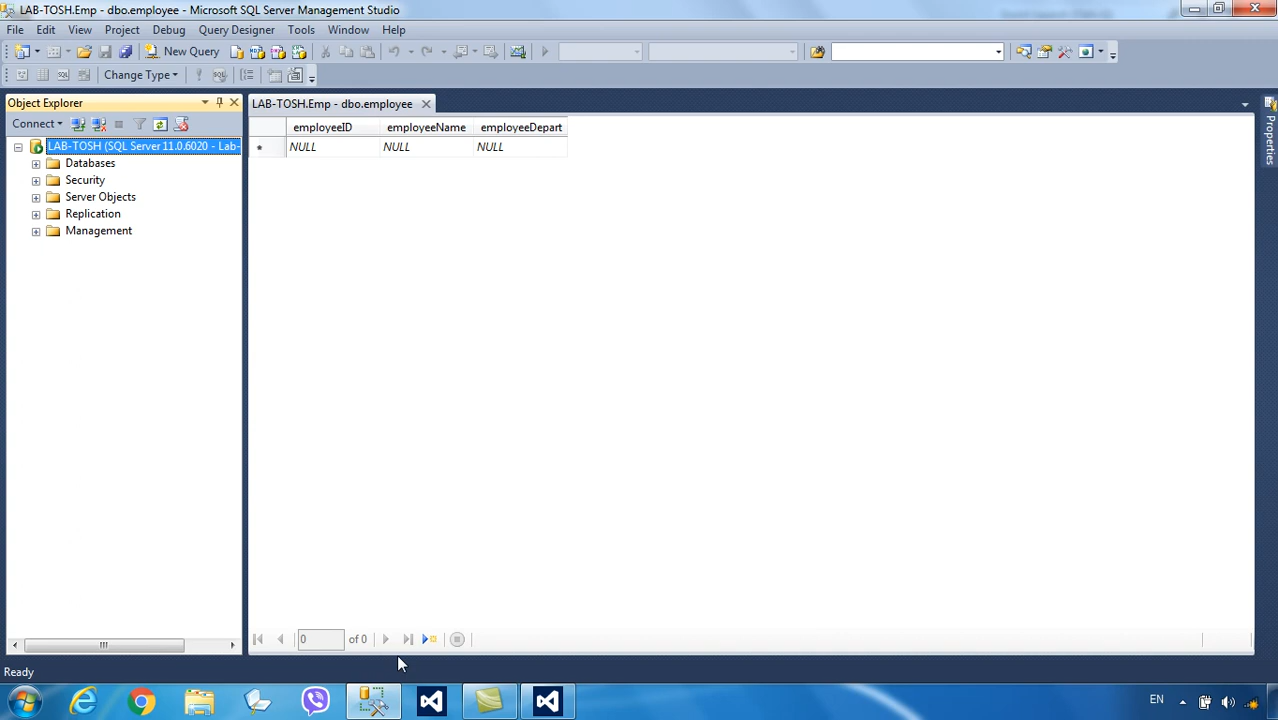 LAB-TOSH.Emp - dbo.employee - Microsoft SQL Server Management Studio
File Edit View Project Debug Query Designer Tools Window Help
New Query
Change Type
Object Explorer
LAB-TOSH.Emp - dbo.employee
Connect
LAB-TOSH (SQL Server 11.0.6020 - Lab-
Databases
Security
Server Objects
Replication
Management
employeeID employeeName employeeDepart
NULL NULL NULL
Properties
0 of 0
Ready
EN